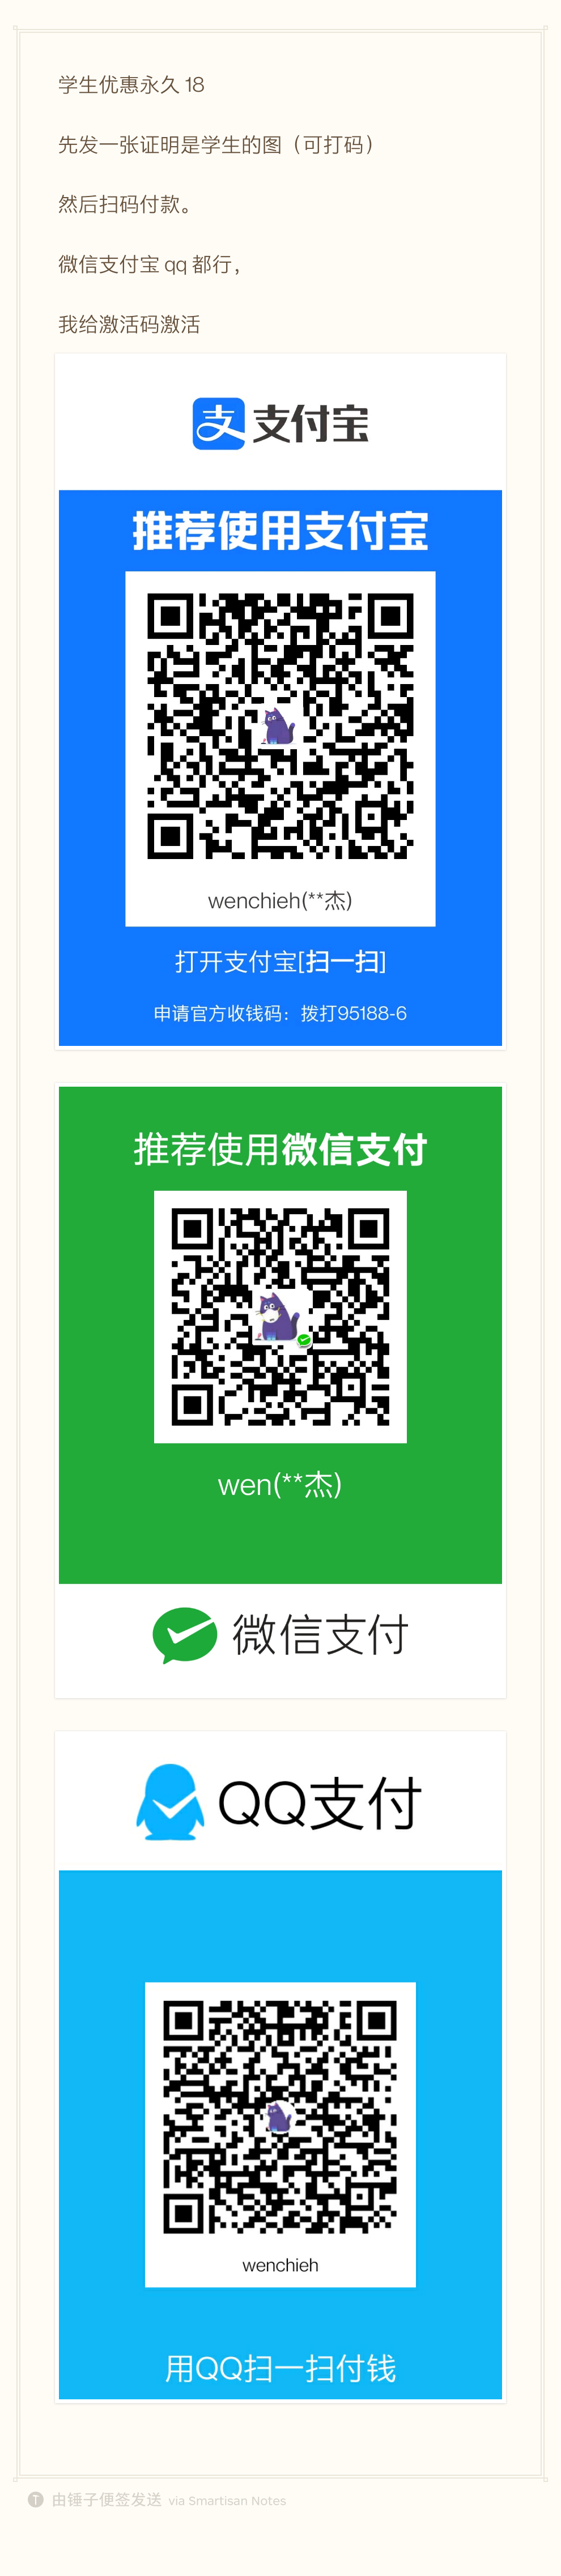 学生优惠永久 18
先发一张证明是学生的图（可打码）
然后扫码付款。
微信支付宝 qq 都行，
我给激活码激活
支 支付宝
推荐使用支付宝
wenchieh(**杰)
打开支付宝[扫一扫]
申请官方收钱码：拨打95188-6
推荐使用微信支付
wen(**杰)
微信支付
QQ支付
wenchieh
用QQ扫一扫付钱
T 由锤子便签发送 via Smartisan Notes